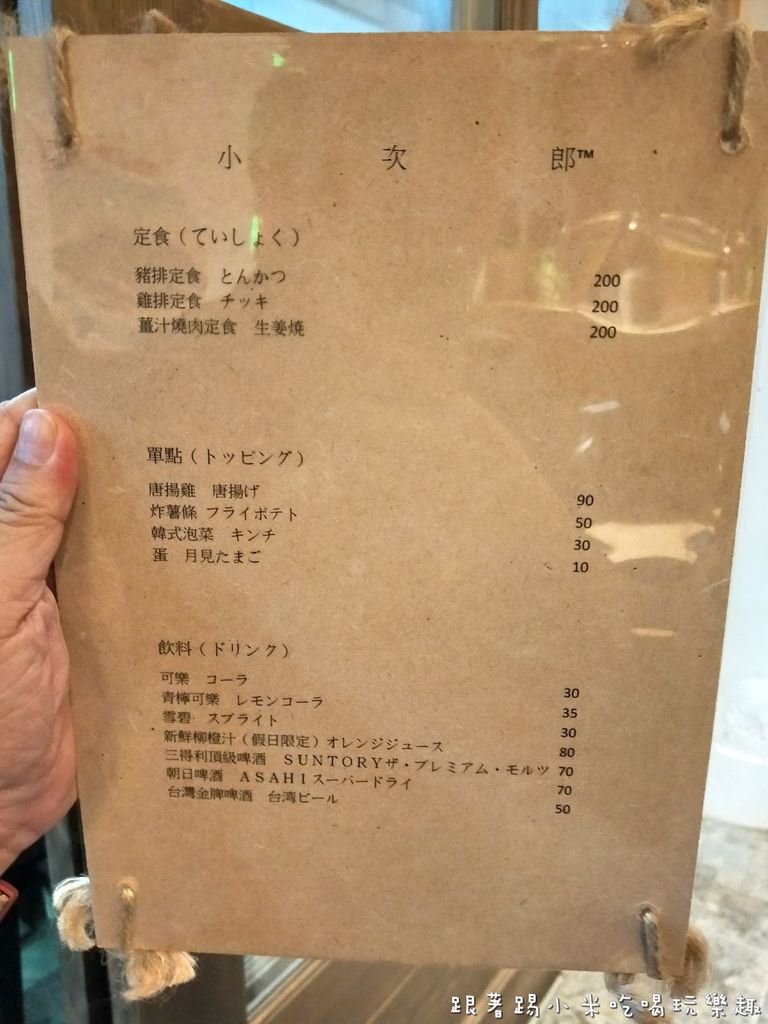 小 次 郎™
定食(ていしょく)
豬排定食 とんかつ 200
雞排定食 チッキ 200
薑汁燒肉定食 生姜焼 200
單點(トッピング)
唐揚雞 唐揚げ 90
炸薯條 フライポテト 50
韓式泡菜 キンチ 30
蛋 月見たまご 10
飲料(ドリンク)
可樂 コーラ 30
青檸可樂 レモンコーラ 35
雪碧 スプライト 30
新鮮柳橙汁(假日限定)オレンジジュース 80
三得利頂級啤酒 SUNTORYザ・プレミアム・モルツ 70
朝日啤酒 ASAHIスーパードライ 70
台灣金牌啤酒 台湾ビール 50
跟著踢小米吃喝玩樂趣